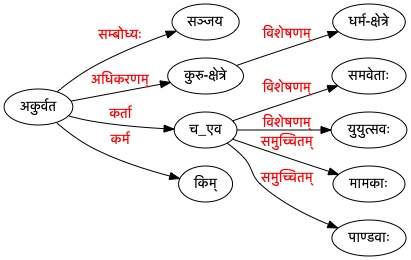 सञ्जय
धर्म-क्षेत्रे
सम्बोध्यः
विशेषणम्
अधिकरणम्
कुरु-क्षेत्रे
समवेताः
विशेषणम्
अकुर्वत
कर्ता
च_एव
विशेषणम्
युयुत्सवः
कर्म
समुच्चितम्
किम्
मामकाः
समुच्चितम्
पाण्डवाः